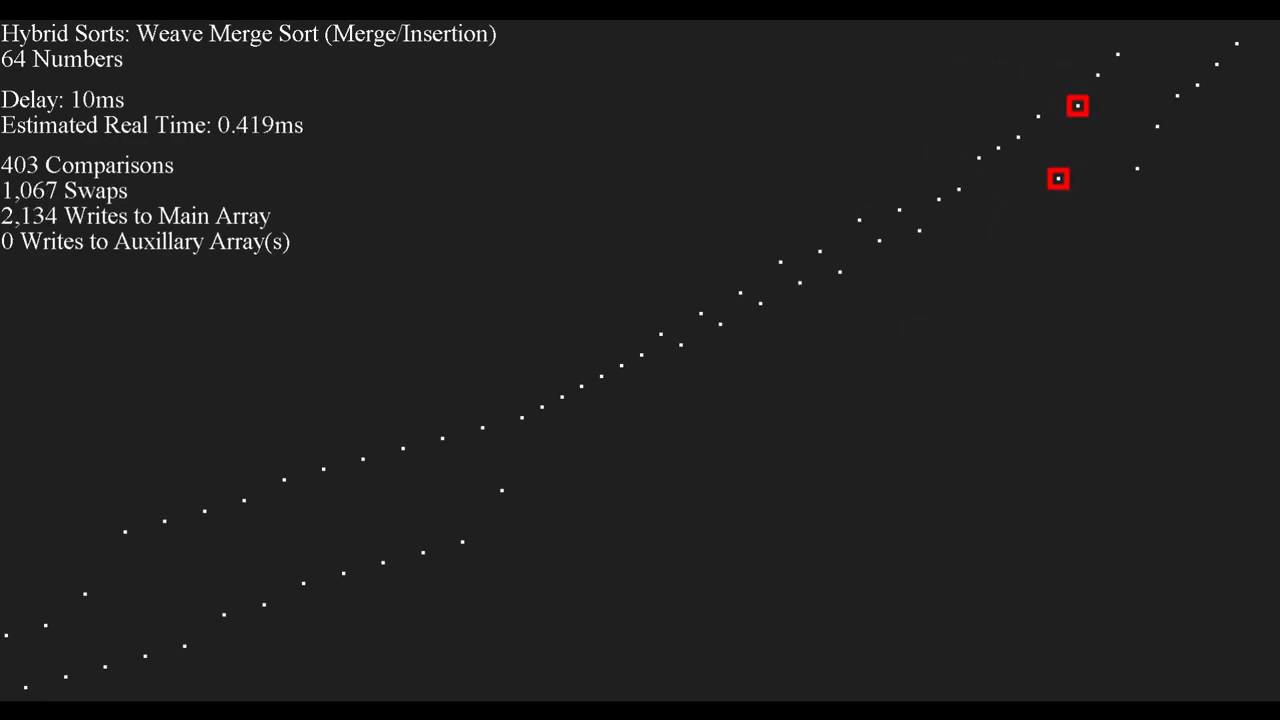 Hybrid Sorts: Weave Merge Sort (Merge/Insertion)
64 Numbers
Delay: 10ms
Estimated Real Time: 0.419ms
403 Comparisons
1,067 Swaps
2,134 Writes to Main Array
0 Writes to Auxillary Array(s)